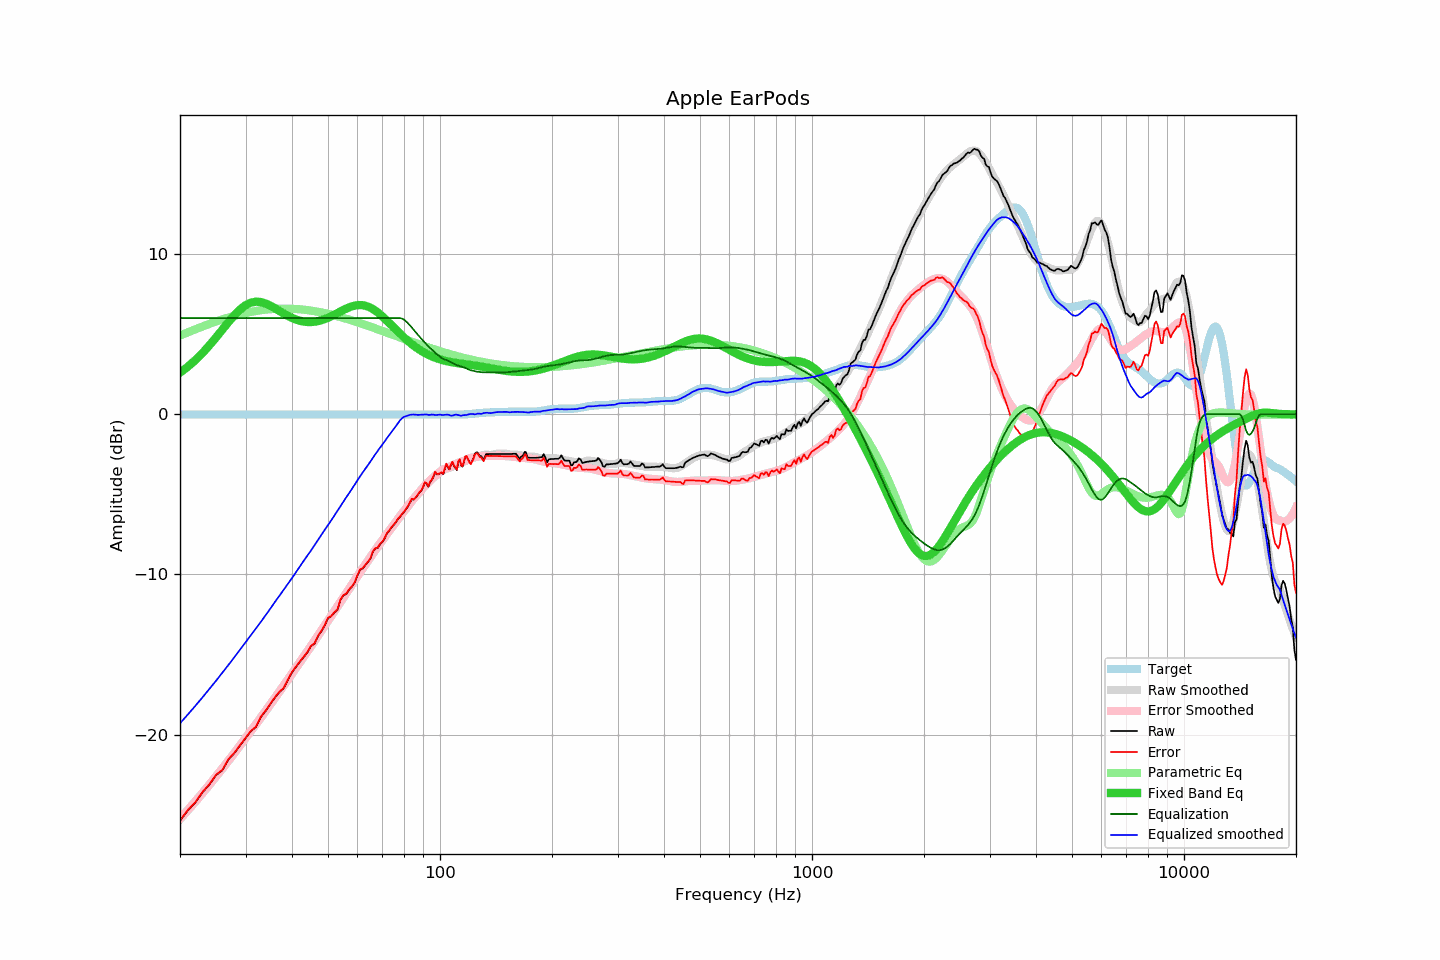 Apple EarPods
Amplitude (dBr)
10
0
−10
−20
100
1000
10000
Frequency (Hz)
Target
Raw Smoothed
Error Smoothed
Raw
Error
Parametric Eq
Fixed Band Eq
Equalization
Equalized smoothed